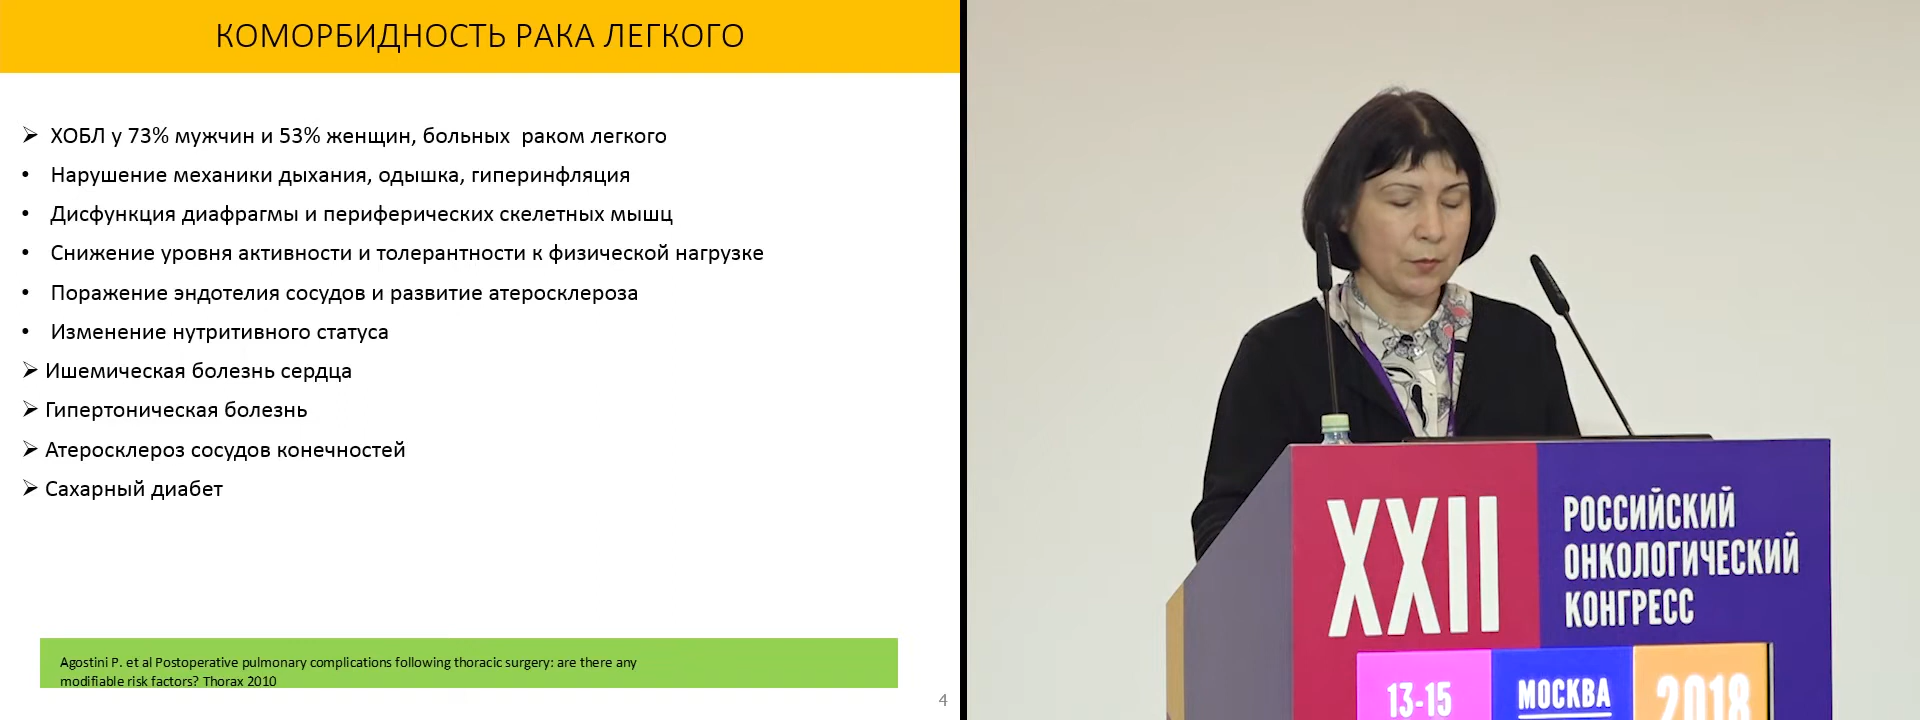 КОМОРБИДНОСТЬ РАКА ЛЕГКОГО
➢ ХОБЛ у 73% мужчин и 53% женщин, больных раком легкого
• Нарушение механики дыхания, одышка, гиперинфляция
• Дисфункция диафрагмы и периферических скелетных мышц
• Снижение уровня активности и толерантности к физической нагрузке
• Поражение эндотелия сосудов и развитие атеросклероза
• Изменение нутритивного статуса
➢ Ишемическая болезнь сердца
➢ Гипертоническая болезнь
➢ Атеросклероз сосудов конечностей
➢ Сахарный диабет
Agostini P. et al Postoperative pulmonary complications following thoracic surgery: are there any
modifiable risk factors? Thorax 2010
4
XXII
РОССИЙСКИЙ
ОНКОЛОГИЧЕСКИЙ
КОНГРЕСС
13-15
МОСКВА
2018